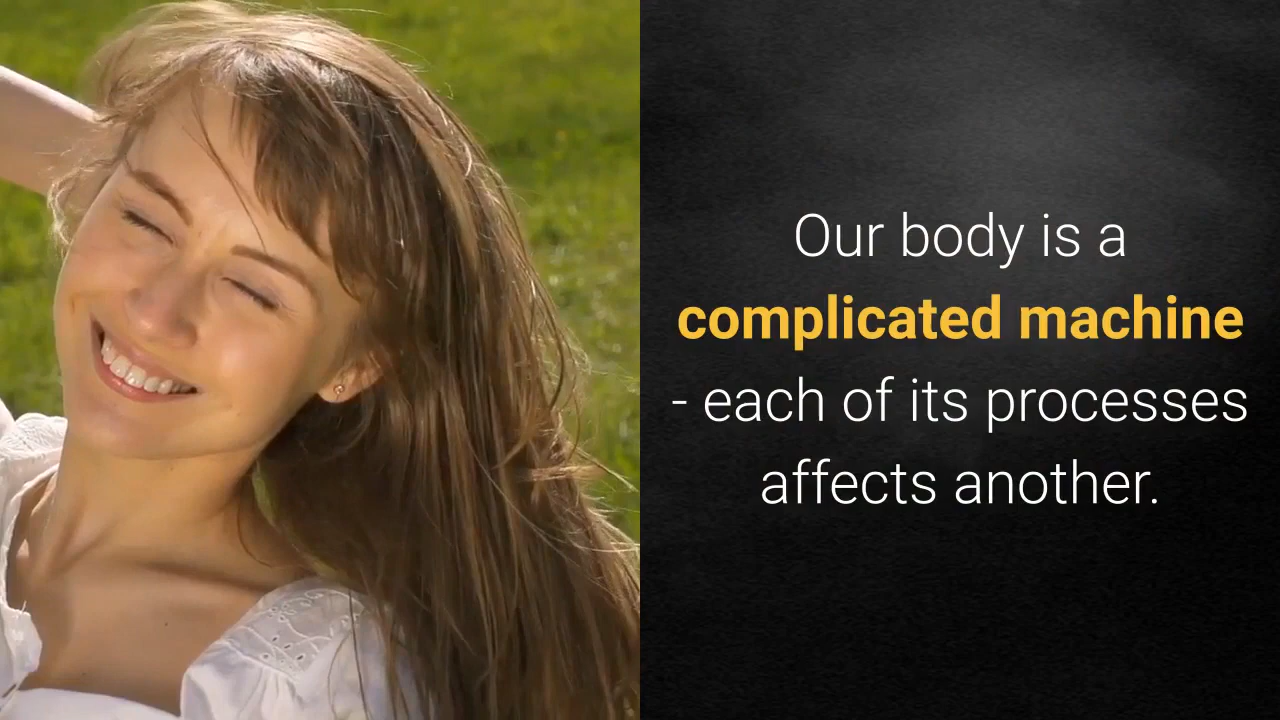 Our body is a
complicated machine
- each of its processes
affects another.